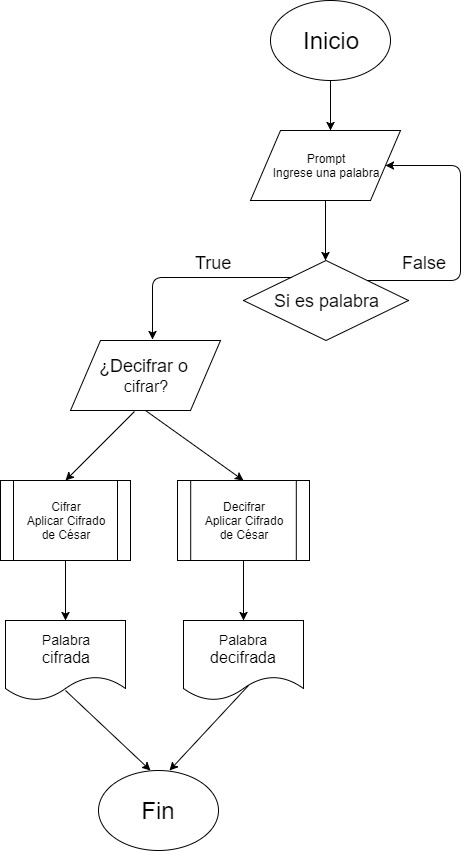 Inicio
Prompt
Ingrese una palabra
True
False
Si es palabra
¿Decifrar o
cifrar?
Cifrar
Aplicar Cifrado
de César
Decifrar
Aplicar Cifrado
de César
Palabra
cifrada
Palabra
decifrada
Fin